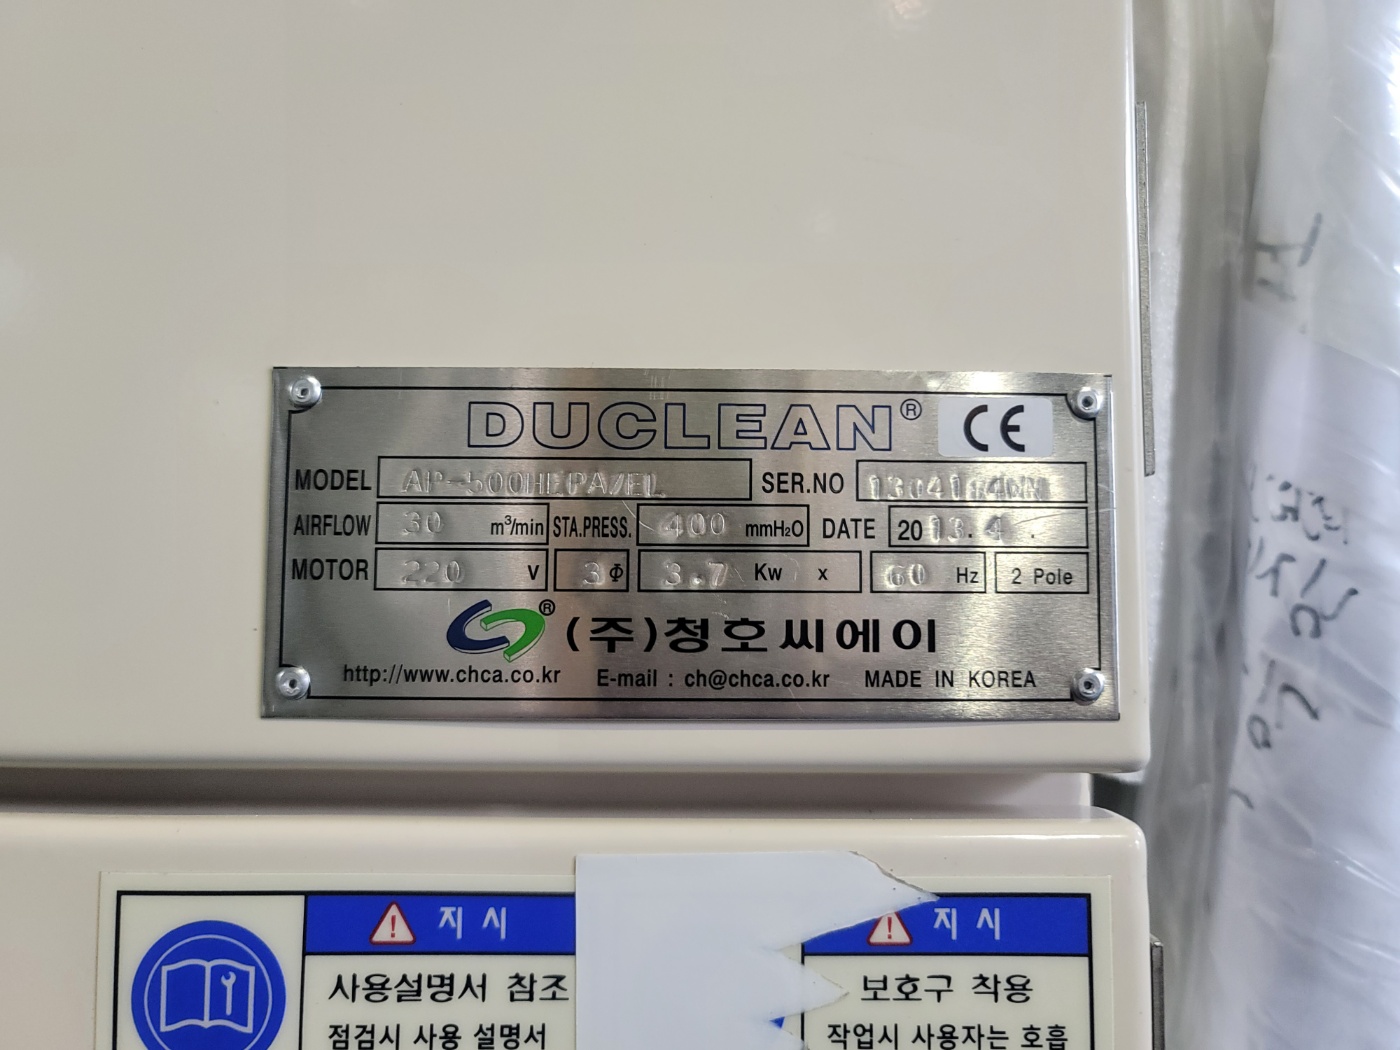 DUCLEAN® CE
MODEL AP-500HEPA/EL SER.NO
AIRFLOW 30 m³/min STA.PRESS. 400 mmH₂O DATE 2013.4 .
MOTOR 220 V 3Φ 3.7 Kw x 60 Hz 2 Pole
® (주)청호씨에이
http://www.chca.co.kr E-mail : ch@chca.co.kr MADE IN KOREA
지시
사용설명서 참조
점검시 사용 설명서
지시
보호구 착용
작업시 사용자는 호흡